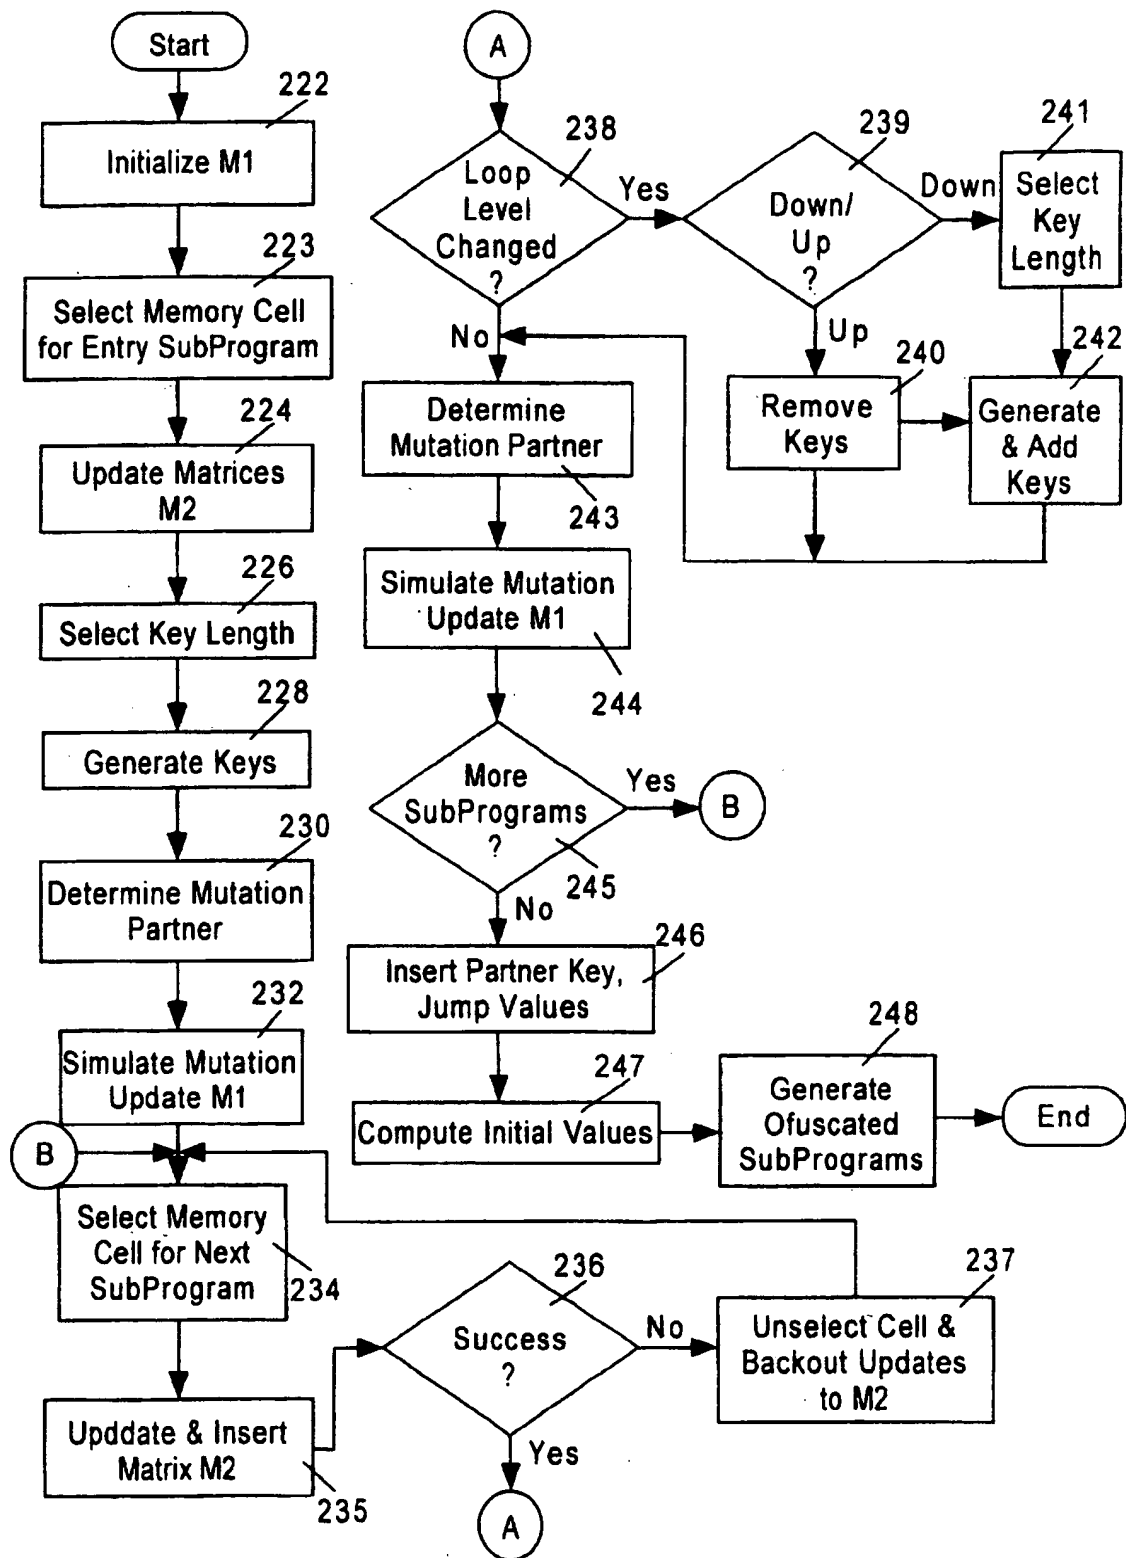 Start
222
Initialize M1
223
Select Memory Cell
for Entry SubProgram
224
Update Matrices
M2
226
Select Key Length
228
Generate Keys
230
Determine Mutation
Partner
232
Simulate Mutation
Update M1
B
Select Memory
Cell for Next
SubProgram
234
Upddate & Insert
Matrix M2
235
236
Success
?
No
Yes
A
237
Unselect Cell &
Backout Updates
to M2
A
238
Loop
Level
Changed
?
Yes
No
239
Down/
Up
?
Down
Up
241
Select
Key
Length
240
Remove
Keys
242
Generate
& Add
Keys
Determine
Mutation Partner
243
Simulate Mutation
Update M1
244
More
SubPrograms
?
245
Yes
B
No
246
Insert Partner Key,
Jump Values
247
Compute Initial Values
248
Generate
Ofuscated
SubPrograms
End